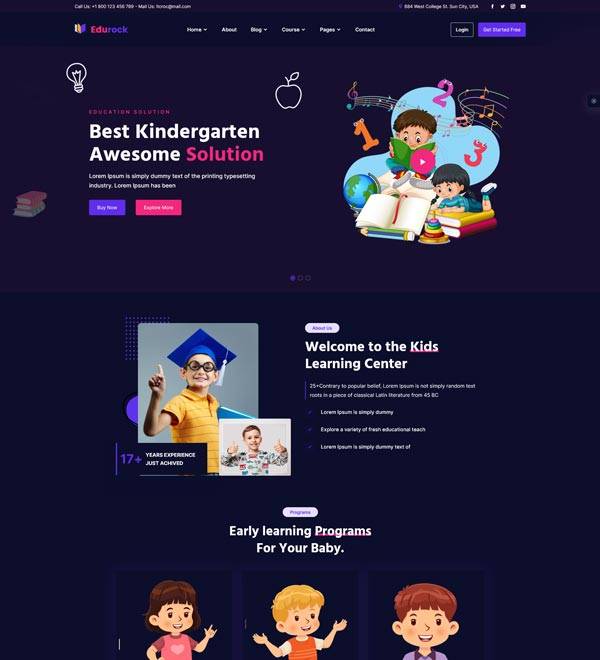 Call Us: +1 800 123 456 789 - Mail Us: Itcroc@mail.com
684 West College St. Sun City, USA
Edurock
Home
About
Blog
Course
Pages
Contact
Login
Get Started Free
EDUCATION SOLUTION
Best Kindergarten
Awesome Solution
Lorem Ipsum is simply dummy text of the printing typesetting
industry. Lorem Ipsum has been
Buy Now
Explore More
1
2
3
About Us
Welcome to the Kids
Learning Center
25+Contrary to popular belief, Lorem Ipsum is not simply random text
roots in a piece of classical Latin literature from 45 BC
Lorem Ipsum is simply dummy
Explore a variety of fresh educational teach
Lorem Ipsum is simply dummy text of
17+
YEARS EXPERIENCE
JUST ACHIVED
Programs
Early learning Programs
For Your Baby.